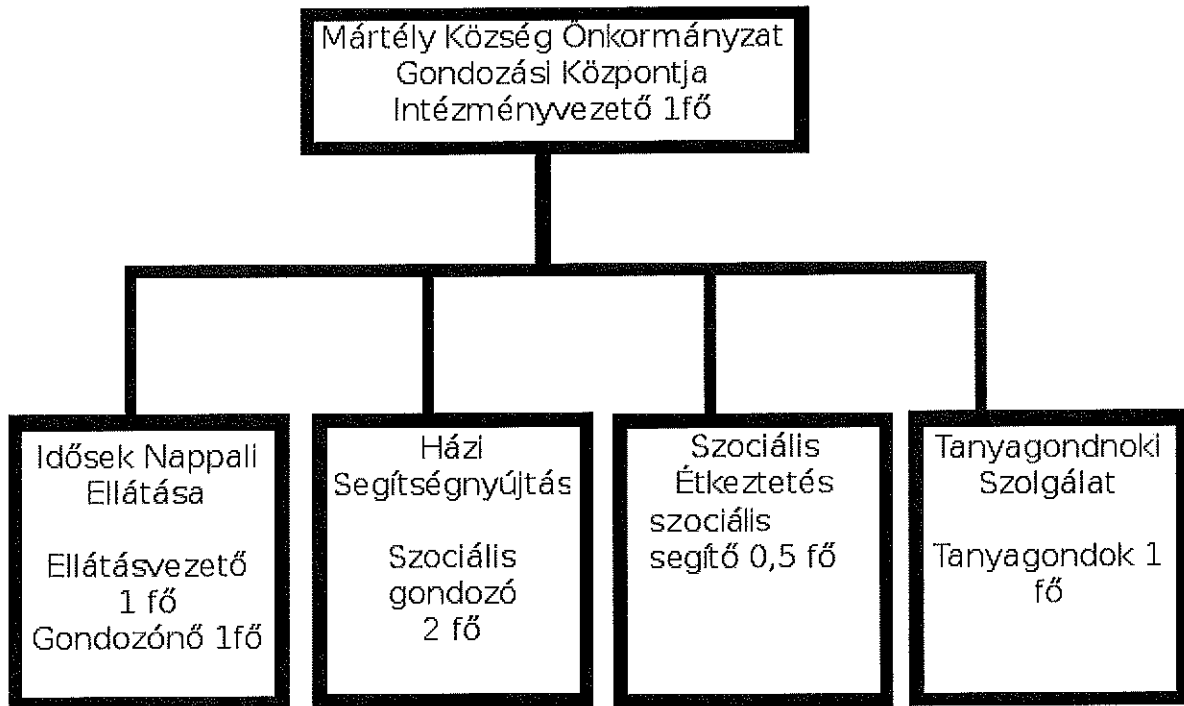 Mártély Község Önkormányzat
Gondozási Központja
Intézményvezető 1fő
Idősek Nappali
Ellátása
Ellátásvezető
1 fő
Gondozónő 1fő
Házi
Segítségnyújtás
Szociális
gondozó
2 fő
Szociális
Étkeztetés
szociális
segítő 0,5 fő
Tanyagondnoki
Szolgálat
Tanyagondok 1
fő